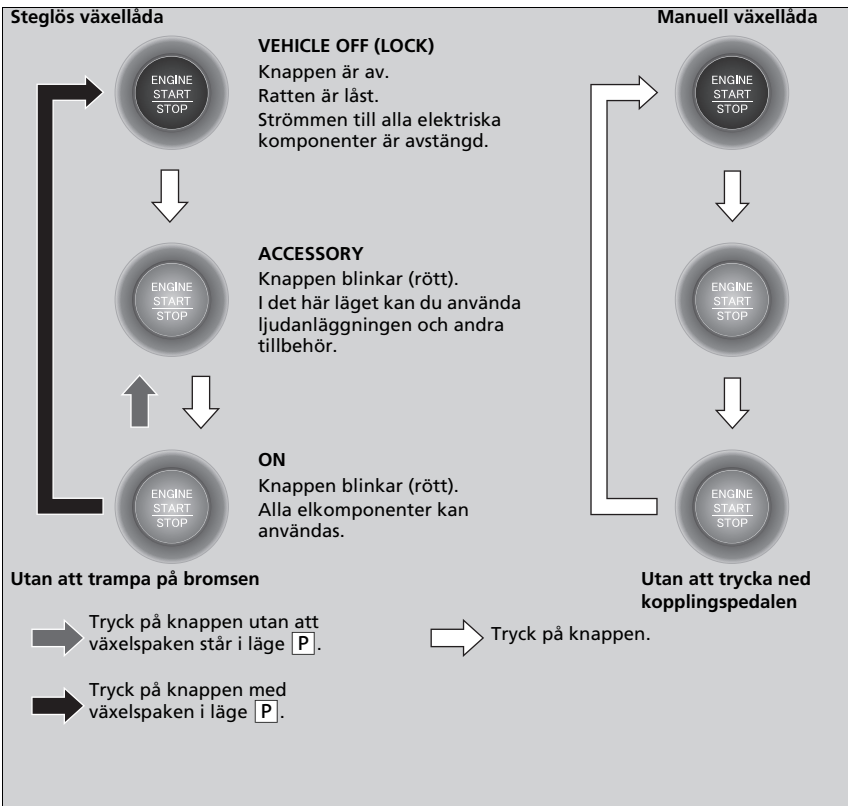 Steglös växellåda
Manuell växellåda
ENGINE
START
STOP
VEHICLE OFF (LOCK)
Knappen är av.
Ratten är låst.
Strömmen till alla elektriska
komponenter är avstängd.
ENGINE
START
STOP
ENGINE
START
STOP
ACCESSORY
Knappen blinkar (rött).
I det här läget kan du använda
ljudanläggningen och andra
tillbehör.
ENGINE
START
STOP
ENGINE
START
STOP
ON
Knappen blinkar (rött).
Alla elkomponenter kan
användas.
ENGINE
START
STOP
Utan att trampa på bromsen
Utan att trycka ned
kopplingspedalen
Tryck på knappen utan att
växelspaken står i läge P.
Tryck på knappen.
Tryck på knappen med
växelspaken i läge P.